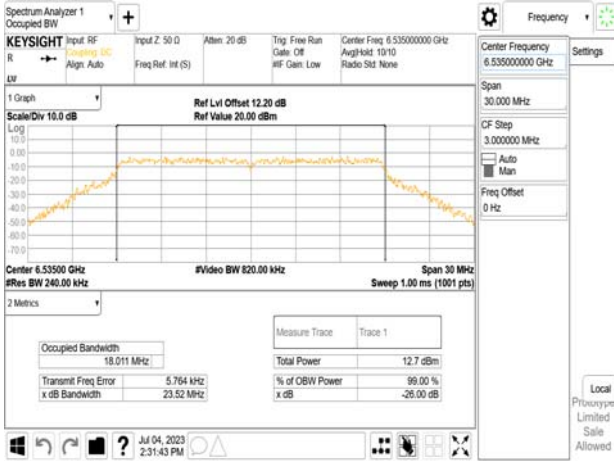 Spectrum Analyzer 1
Occupied BW
Frequency
KEYSIGHT
Input: RF
Coupling: DC
Align: Auto
Input Z: 50 Ω
Freq Ref: Int (S)
Atten: 20 dB
Trig: Free Run
Gate: Off
#IF Gain: Low
Center Freq: 6.535000000 GHz
Avg|Hold: 10/10
Radio Std: None
R
Center Frequency
6.535000000 GHz
Settings
Span
30.000 MHz
CF Step
3.000000 MHz
Auto
Man
Freq Offset
0 Hz
1 Graph
Ref Lvl Offset 12.20 dB
Scale/Div 10.0 dB
Ref Value 20.00 dBm
Log
10.0
0.00
-10.0
-20.0
-30.0
-40.0
-50.0
-60.0
-70.0
Center 6.53500 GHz
#Video BW 820.00 kHz
Span 30 MHz
#Res BW 240.00 kHz
Sweep 1.00 ms (1001 pts)
2 Metrics
Measure Trace
Trace 1
Occupied Bandwidth
18.011 MHz
Total Power
12.7 dBm
Transmit Freq Error
5.764 kHz
% of OBW Power
99.00 %
x dB Bandwidth
23.52 MHz
x dB
-26.00 dB
Local
Prototype
Limited
Sale
Allowed
?
Jul 04, 2023
2:31:43 PM